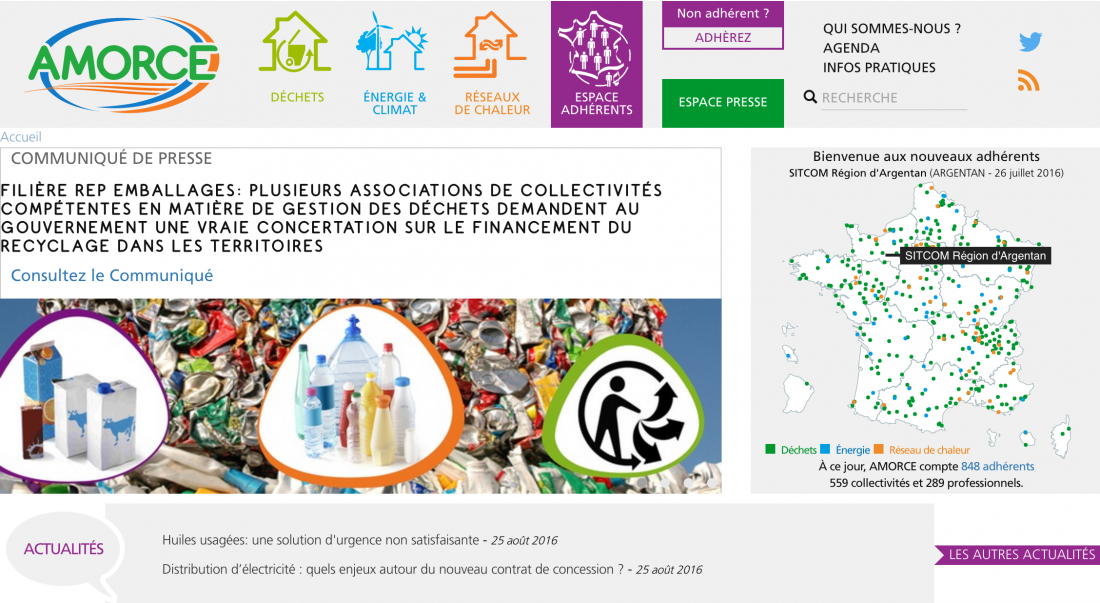 AMORCE
DÉCHETS
ÉNERGIE &
CLIMAT
RÉSEAUX
DE CHALEUR
ESPACE
ADHÉRENTS
Non adhérent ?
ADHÈREZ
ESPACE PRESSE
QUI SOMMES-NOUS ?
AGENDA
INFOS PRATIQUES
RECHERCHE
Accueil
COMMUNIQUÉ DE PRESSE
FILIÈRE REP EMBALLAGES: PLUSIEURS ASSOCIATIONS DE COLLECTIVITÉS
COMPÉTENTES EN MATIÈRE DE GESTION DES DÉCHETS DEMANDENT AU
GOUVERNEMENT UNE VRAIE CONCERTATION SUR LE FINANCEMENT DU
RECYCLAGE DANS LES TERRITOIRES
Consultez le Communiqué
Bienvenue aux nouveaux adhérents
SITCOM Région d'Argentan (ARGENTAN - 26 juillet 2016)
SITCOM Région d'Argentan
Déchets Énergie Réseau de chaleur
À ce jour, AMORCE compte 848 adhérents
559 collectivités et 289 professionnels.
ACTUALITÉS
Huiles usagées: une solution d'urgence non satisfaisante - 25 août 2016
Distribution d’électricité : quels enjeux autour du nouveau contrat de concession ? - 25 août 2016
LES AUTRES ACTUALITÉS